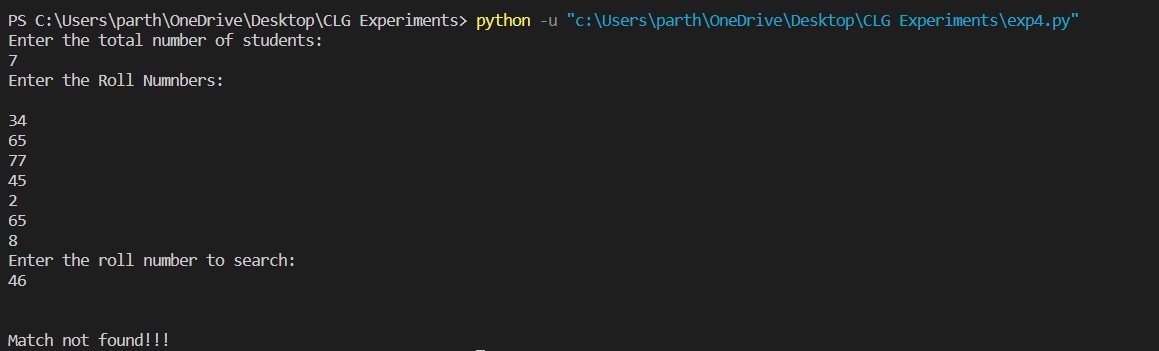 PS C:\Users\parth\OneDrive\Desktop\CLG Experiments> python -u "c:\Users\parth\OneDrive\Desktop\CLG Experiments\exp4.py"
Enter the total number of students:
7
Enter the Roll Numnbers:
34
65
77
45
2
65
8
Enter the roll number to search:
46
Match not found!!!